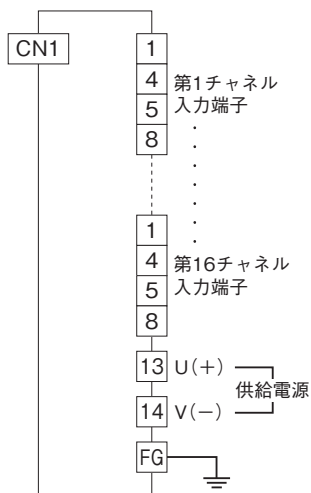 CN1
1
4
5
8
第1チャネル
入力端子
1
4
5
8
第16チャネル
入力端子
13 U(+)
供給電源
14 V(−)
FG